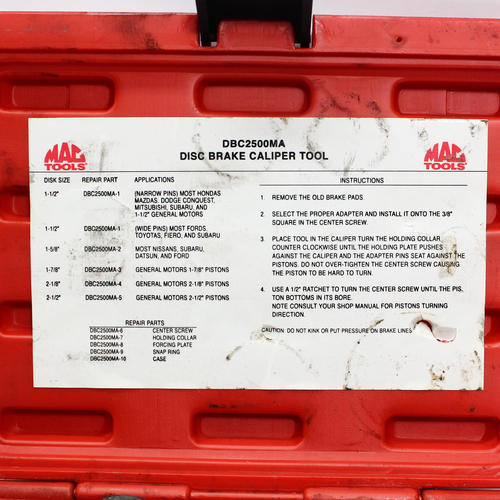 DBC2500MA
DISC BRAKE CALIPER TOOL
MAC
TOOLS
MAC
TOOLS
DISK SIZE REPAIR PART APPLICATIONS
1-1/2" DBC2500MA-1 (NARROW PINS) MOST HONDAS
MAZDAS, DODGE CONQUEST,
MITSUBISHI, SUBARU, AND
1-1/2" GENERAL MOTORS
1-1/2" DBC2500MA-1 (WIDE PINS) MOST FORDS,
TOYOTAS, FIERO, AND SUBARU
1-5/8" DBC2500MA-2 MOST NISSANS, SUBARU,
DATSUN, AND FORD
1-7/8" DBC2500MA-3 GENERAL MOTORS 1-7/8" PISTONS
2-1/8" DBC2500MA-4 GENERAL MOTORS 2-1/8" PISTONS
2-1/2" DBC2500MA-5 GENERAL MOTORS 2-1/2" PISTONS
REPAIR PARTS
DBC2500MA-6 CENTER SCREW
DBC2500MA-7 HOLDING COLLAR
DBC2500MA-8 FORCING PLATE
DBC2500MA-9 SNAP RING
DBC2500MA-10 CASE
INSTRUCTIONS
1. REMOVE THE OLD BRAKE PADS.
2. SELECT THE PROPER ADAPTER AND INSTALL IT ONTO THE 3/8"
SQUARE IN THE CENTER SCREW.
3. PLACE TOOL IN THE CALIPER TURN THE HOLDING COLLAR
COUNTER CLOCKWISE UNTIL THE HOLDING PLATE PUSHES
AGAINST THE CALIPER AND THE ADAPTER PINS SEAT AGAINST THE
PISTONS. DO NOT OVER-TIGHTEN THE CENTER SCREW CAUSING
THE PISTON TO BE HARD TO TURN.
4. USE A 1/2" RATCHET TO TURN THE CENTER SCREW UNTIL THE PIS,
TON BOTTOMS IN ITS BORE.
NOTE CONSULT YOUR SHOP MANUAL FOR PISTONS TURNING
DIRECTION.
CAUTION: DO NOT KINK OR PUT PRESSURE ON BRAKE LINES